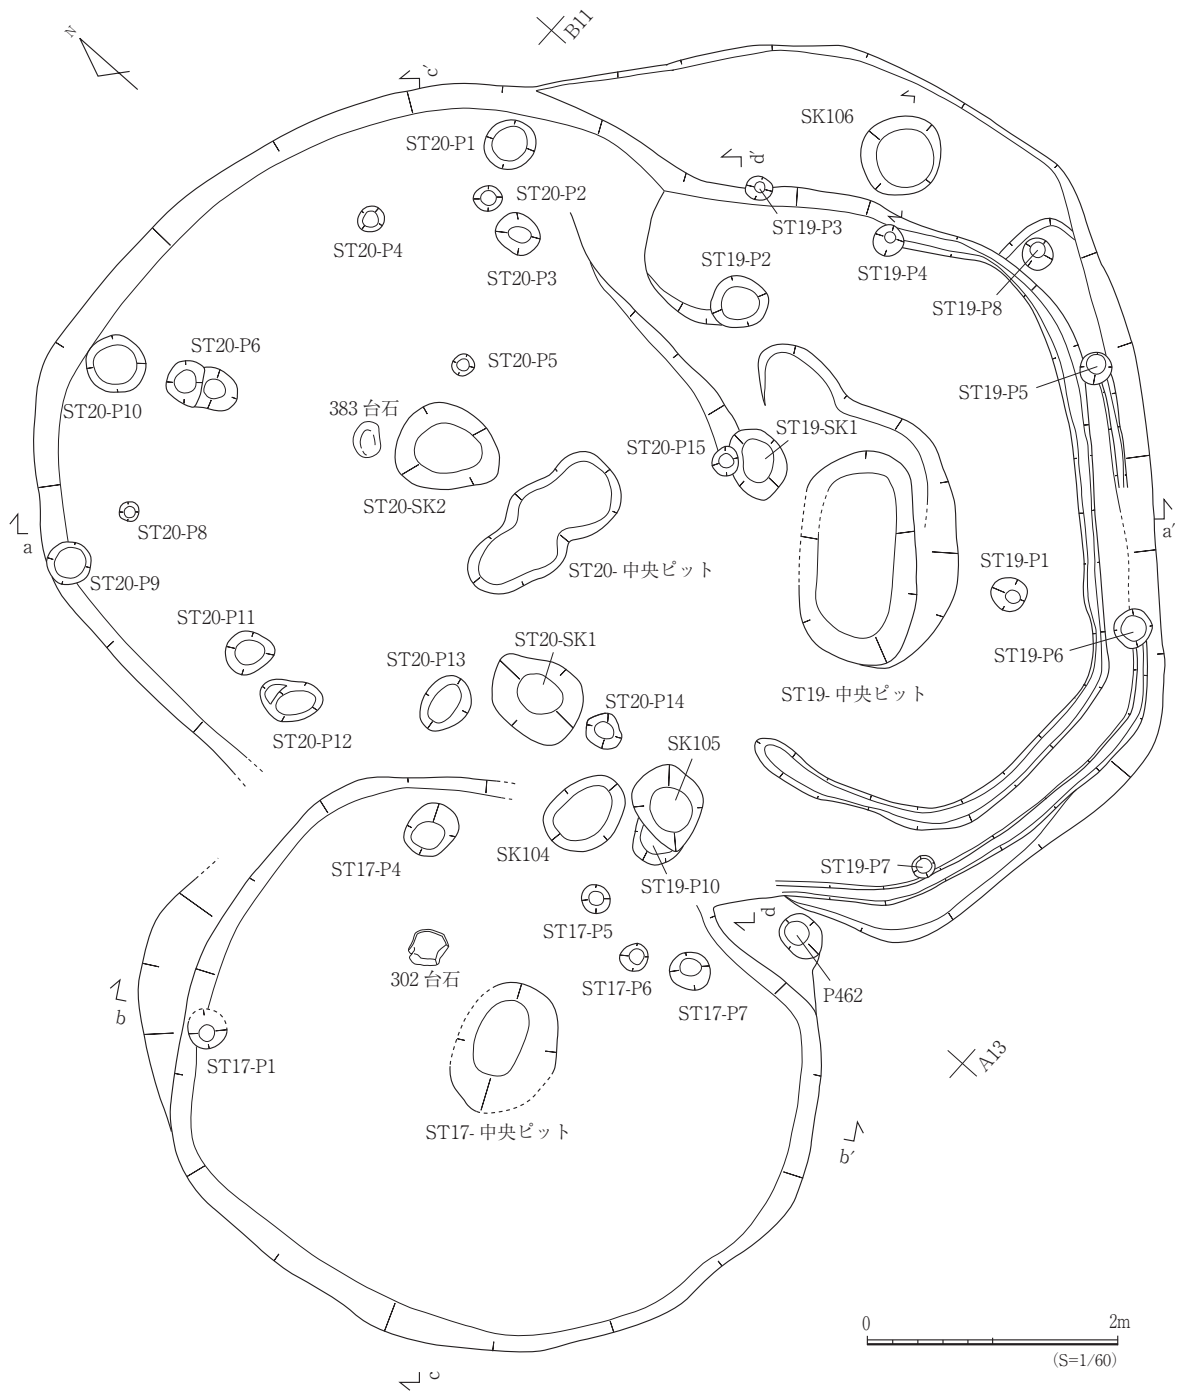 N
B11
c′
SK106
ST20-P1
d′
ST20-P2
ST19-P3
ST20-P4
ST20-P3
ST19-P2
ST19-P4
ST19-P8
ST20-P6
ST20-P5
ST20-P10
ST19-P5
383 台石
ST19-SK1
ST20-P15
ST20-SK2
a
ST20-P8
a′
ST20-P9
ST20- 中央ピット
ST19-P1
ST20-P11
ST20-SK1
ST20-P13
ST19-P6
ST19- 中央ピット
ST20-P14
ST20-P12
SK105
SK104
ST17-P4
ST19-P7
ST19-P10
d
ST17-P5
302 台石
ST17-P6
P462
b
ST17-P7
ST17-P1
A13
ST17- 中央ピット
b′
0
2m
(S=1/60)
c